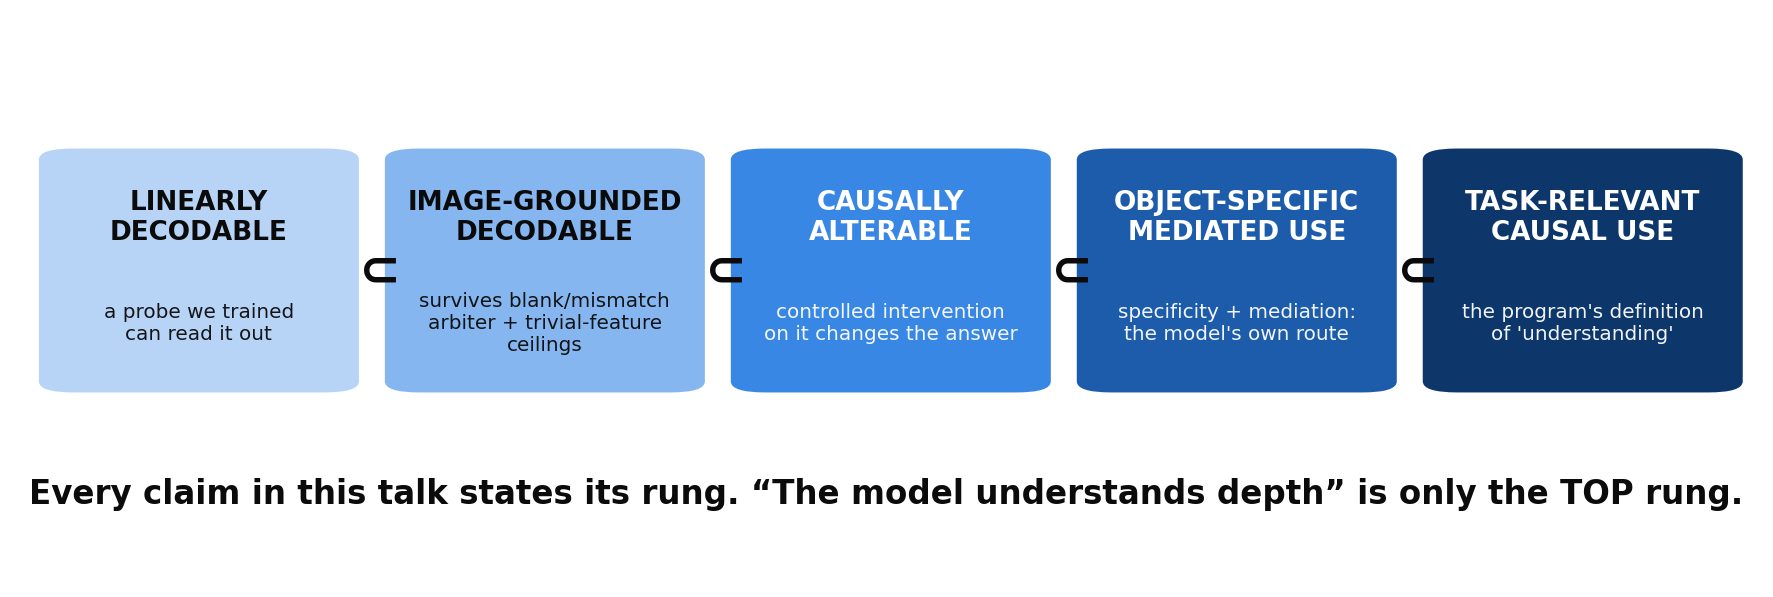 LINEARLY
DECODABLE
a probe we trained
can read it out
⊂
IMAGE-GROUNDED
DECODABLE
survives blank/mismatch
arbiter + trivial-feature
ceilings
⊂
CAUSALLY
ALTERABLE
controlled intervention
on it changes the answer
⊂
OBJECT-SPECIFIC
MEDIATED USE
specificity + mediation:
the model's own route
⊂
TASK-RELEVANT
CAUSAL USE
the program's definition
of 'understanding'
Every claim in this talk states its rung. “The model understands depth” is only the TOP rung.